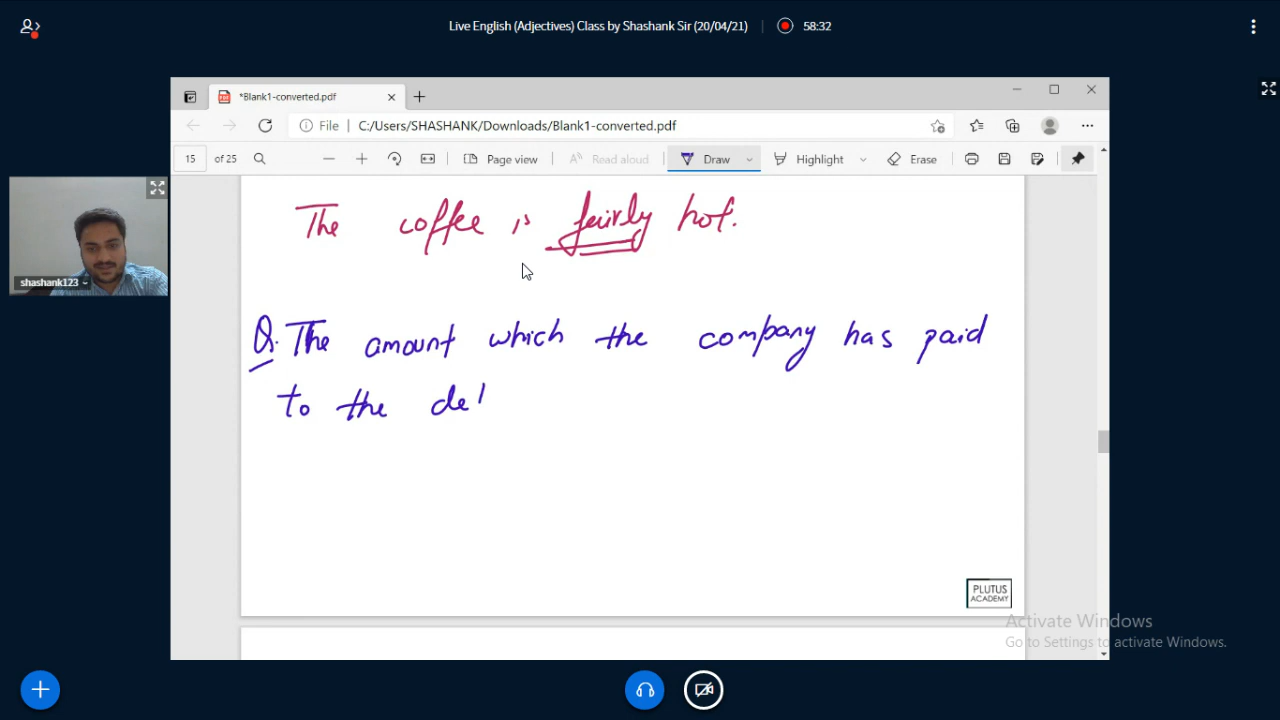 Live English (Adjectives) Class by Shashank Sir (20/04/21)
58:32
*Blank1-converted.pdf
File
C:/Users/SHASHANK/Downloads/Blank1-converted.pdf
15 of 25
Page view
Read aloud
Draw
Highlight
Erase
shashank123
The coffee is fairly hot.
Q. The amount which the company has paid
to the
PLUTUS
ACADEMY
Activate Windows
Go to Settings to activate Windows.